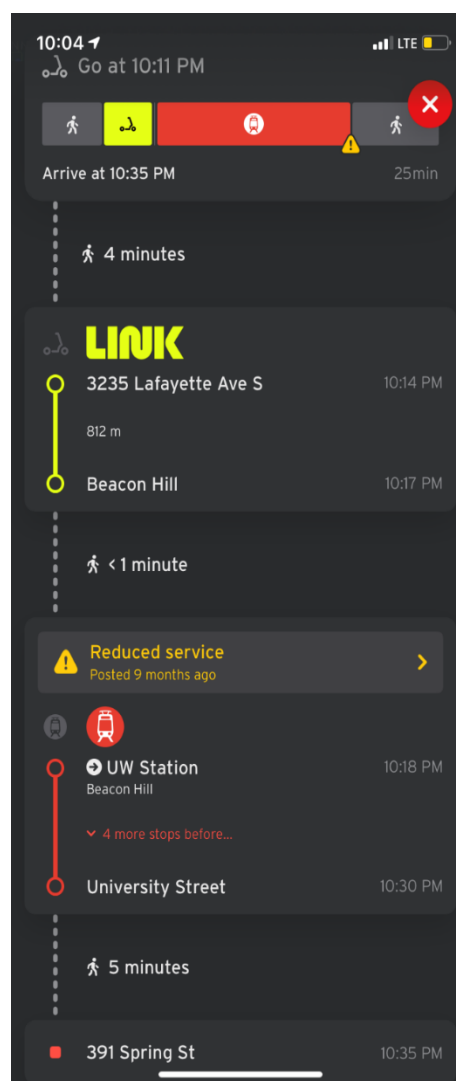 10:04
LTE
Go at 10:11 PM
Arrive at 10:35 PM 25min
4 minutes
LINK
3235 Lafayette Ave S 10:14 PM
812 m
Beacon Hill 10:17 PM
< 1 minute
Reduced service
Posted 9 months ago
UW Station 10:18 PM
Beacon Hill
4 more stops before...
University Street 10:30 PM
5 minutes
391 Spring St 10:35 PM